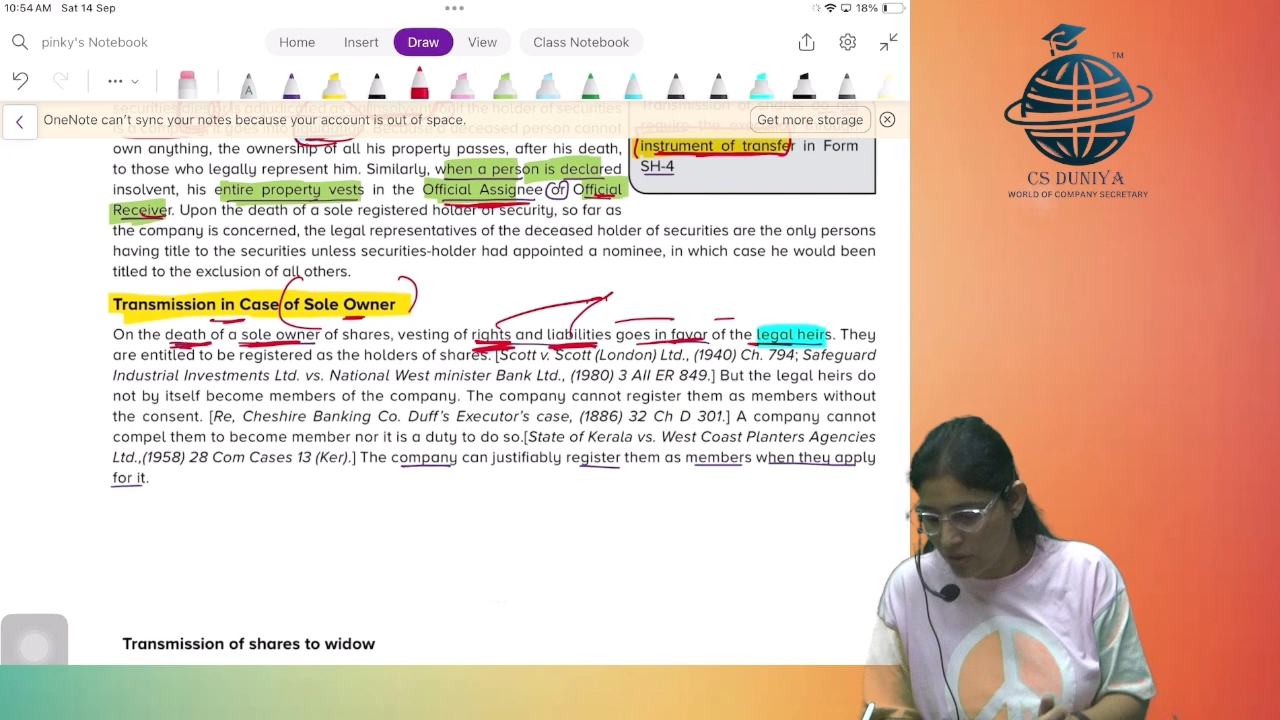 10:54 AM Sat 14 Sep
18%
pinky's Notebook
Home Insert Draw View Class Notebook
A
OneNote can't sync your notes because your account is out of space.
Get more storage
own anything, the ownership of all his property passes, after his death,
to those who legally represent him. Similarly, when a person is declared
insolvent, his entire property vests in the Official Assignee of Official
Receiver. Upon the death of a sole registered holder of security, so far as
the company is concerned, the legal representatives of the deceased holder of securities are the only persons
having title to the securities unless securities-holder had appointed a nominee, in which case he would been
titled to the exclusion of all others.
instrument of transfer in Form
SH-4
Transmission in Case of Sole Owner
On the death of a sole owner of shares, vesting of rights and liabilities goes in favor of the legal heirs. They
are entitled to be registered as the holders of shares. [Scott v. Scott (London) Ltd., (1940) Ch. 794; Safeguard
Industrial Investments Ltd. vs. National West minister Bank Ltd., (1980) 3 All ER 849.] But the legal heirs do
not by itself become members of the company. The company cannot register them as members without
the consent. [Re, Cheshire Banking Co. Duff's Executor's case, (1886) 32 Ch D 301.] A company cannot
compel them to become member nor it is a duty to do so.[State of Kerala vs. West Coast Planters Agencies
Ltd.,(1958) 28 Com Cases 13 (Ker).] The company can justifiably register them as members when they apply
for it.
Transmission of shares to widow
TM
CS DUNIYA
WORLD OF COMPANY SECRETARY